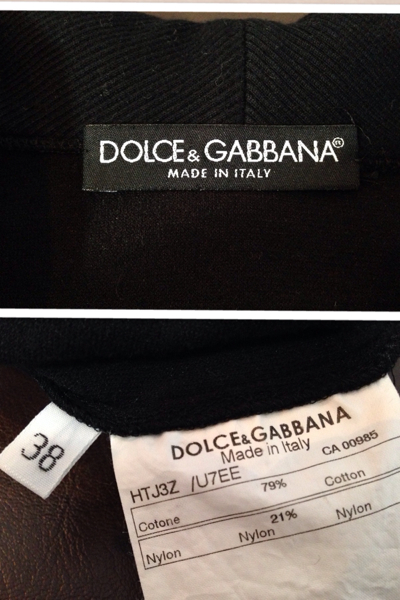 DOLCE & GABBANA®
MADE IN ITALY
38
DOLCE&GABBANA
Made in Italy
CA 00985
HTJ3Z /U7EE
Cotone 79% Cotton
Nylon 21% Nylon
Nylon